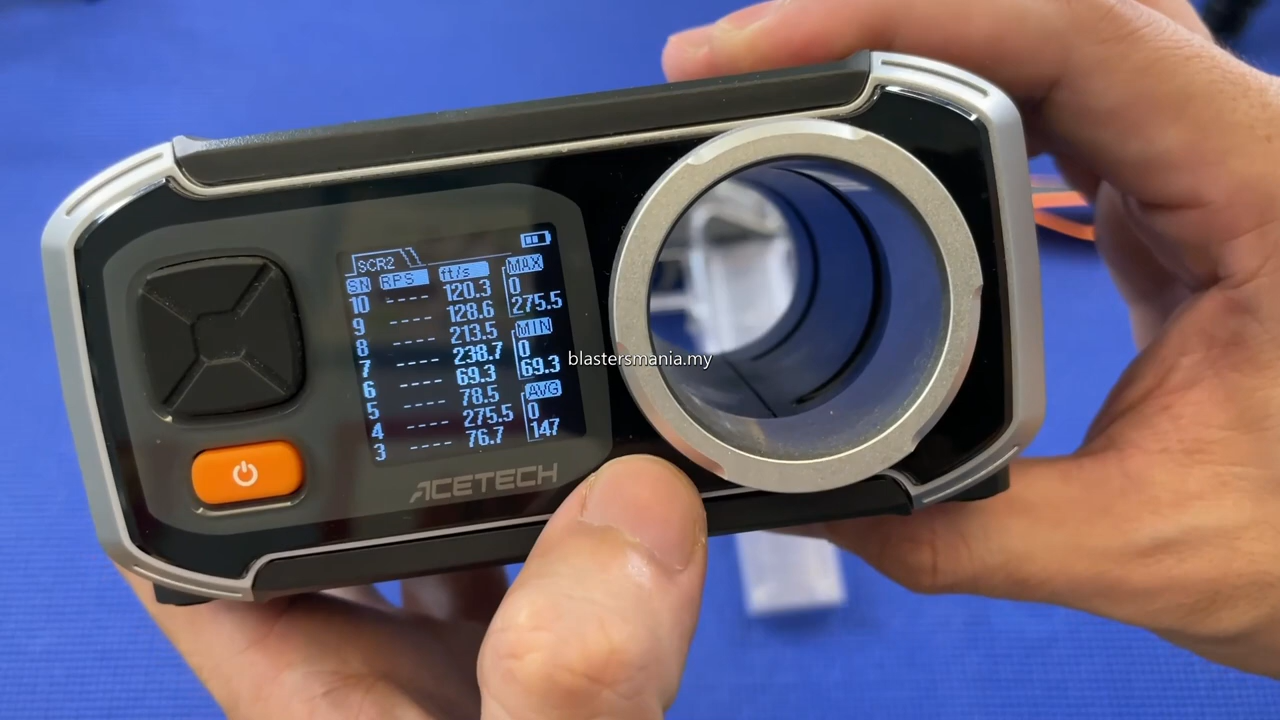 SCR2
SN RPS ft/s
10 ---- 120.3
9 ---- 128.6
8 ---- 213.5
7 ---- 238.7
6 ---- 69.3
5 ---- 78.5
4 ---- 275.5
3 ---- 76.7
MAX
0
275.5
MIN
0
69.3
AVG
0
147
ACETECH
blastersmania.my